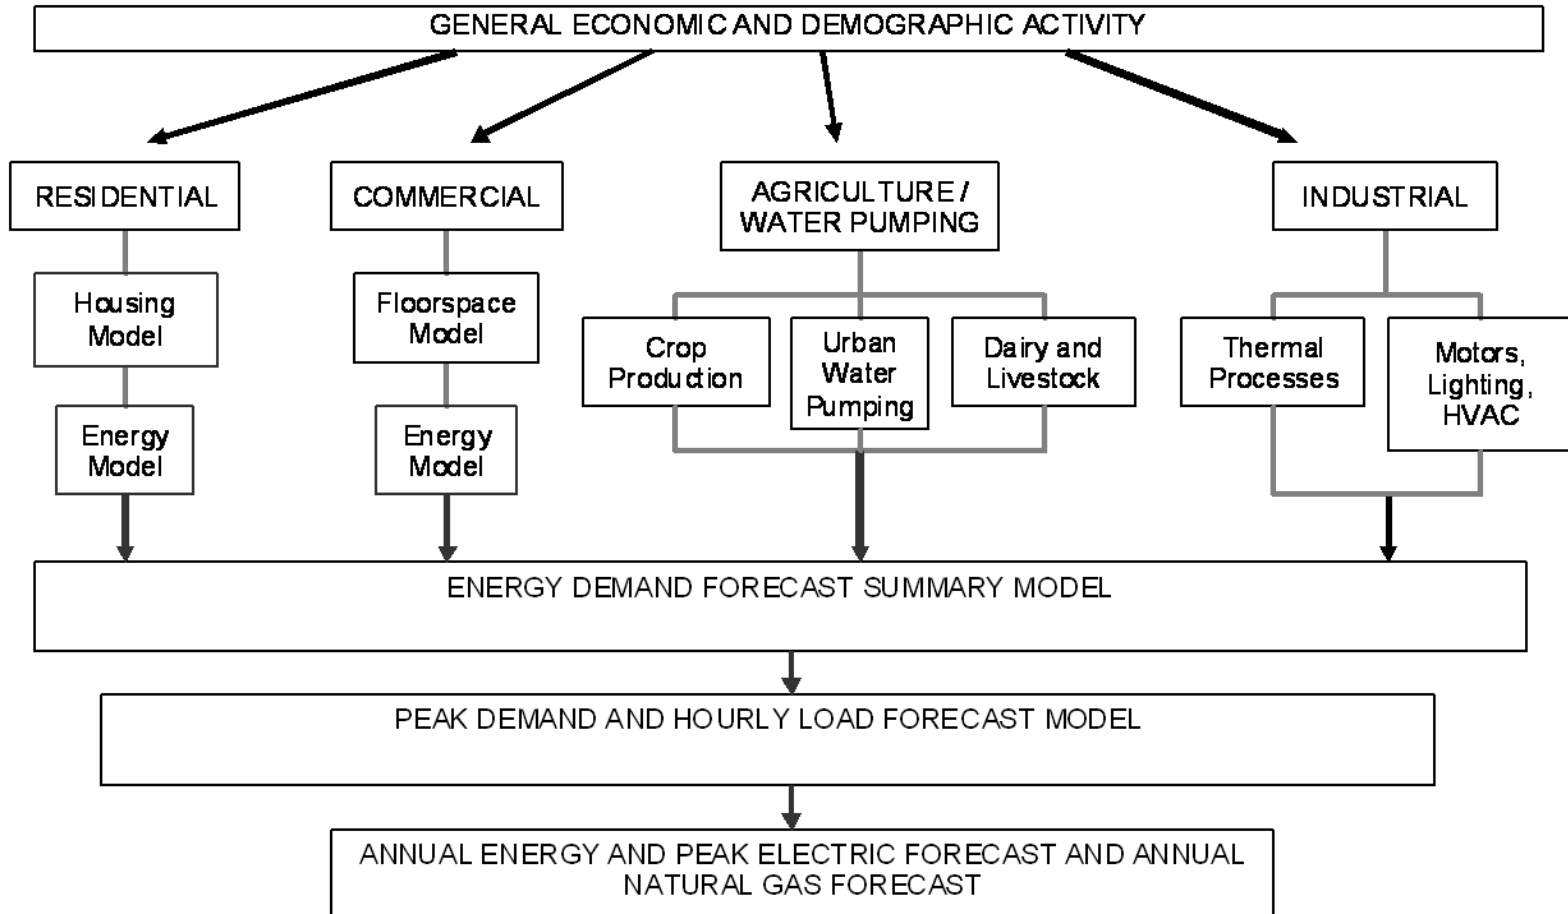 GENERAL ECONOMIC AND DEMOGRAPHIC ACTIVITY
RESIDENTIAL
COMMERCIAL
AGRICULTURE /
WATER PUMPING
INDUSTRIAL
Housing
Model
Floorspace
Model
Crop
Production
Urban
Water
Pumping
Dairy and
Livestock
Thermal
Processes
Motors,
Lighting,
HVAC
Energy
Model
Energy
Model
ENERGY DEMAND FORECAST SUMMARY MODEL
PEAK DEMAND AND HOURLY LOAD FORECAST MODEL
ANNUAL ENERGY AND PEAK ELECTRIC FORECAST AND ANNUAL
NATURAL GAS FORECAST